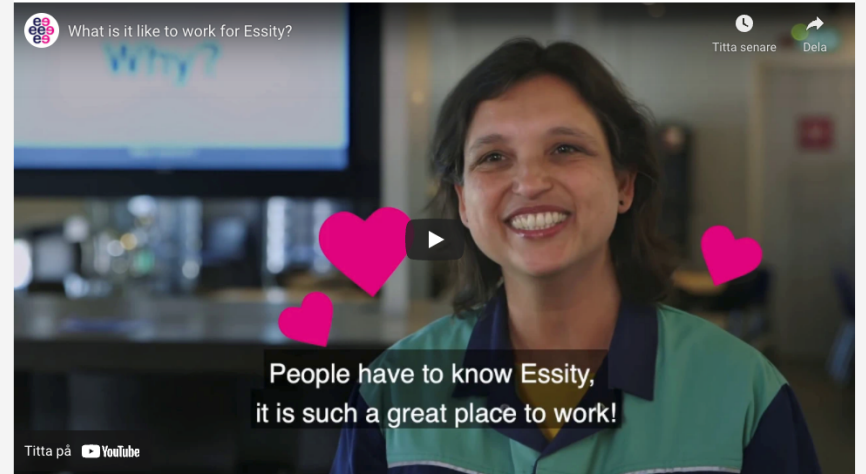 What is it like to work for Essity?
Titta senare
Dela
Why?
People have to know Essity,
it is such a great place to work!
Titta på YouTube